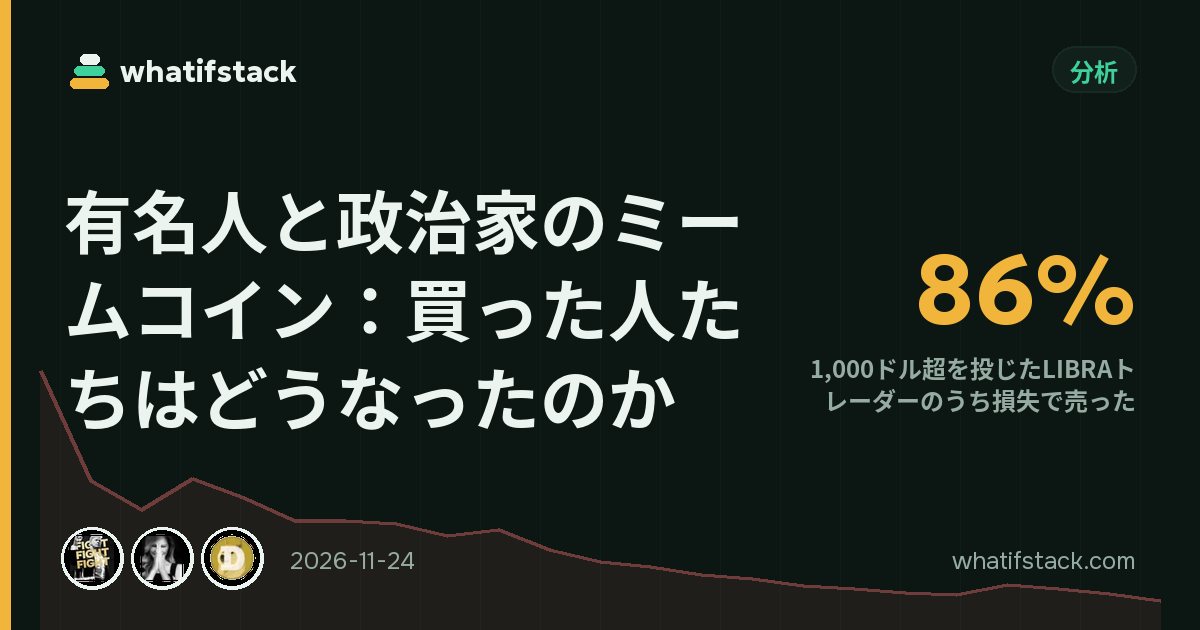 whatifstack
分析
有名人と政治家のミー
ムコイン：買った人た
ちはどうなったのか
86%
1,000ドル超を投じたLIBRAト
レーダーのうち損失で売った
FIGHT
FIGHT
FIGHT
2026-11-24
whatifstack.com